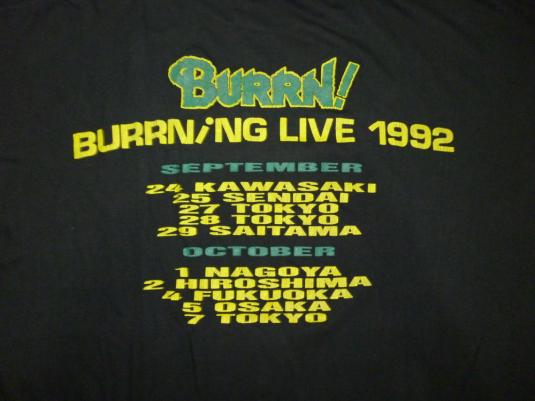 BURRN!
BURRNiNG LIVE 1992
SEPTEMBER
24 KAWASAKI
25 SENDAI
27 TOKYO
28 TOKYO
29 SAITAMA
OCTOBER
1 NAGOYA
2 HIROSHIMA
4 FUKUOKA
5 OSAKA
7 TOKYO